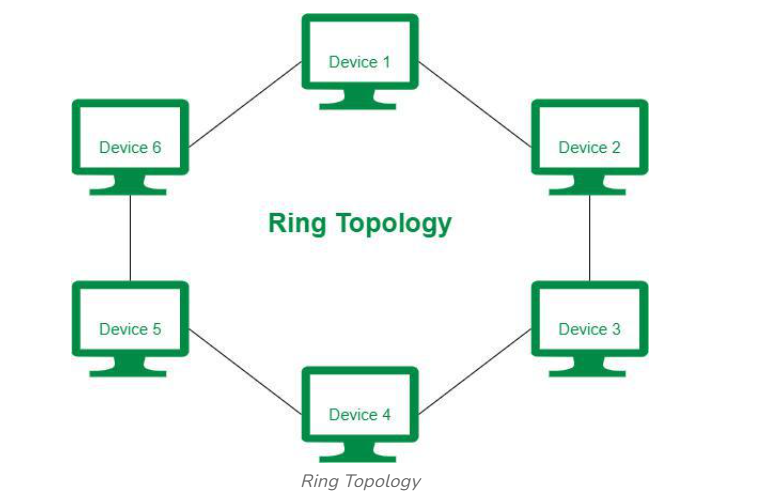 Device 1
Device 6
Device 2
Ring Topology
Device 5
Device 3
Device 4
Ring Topology